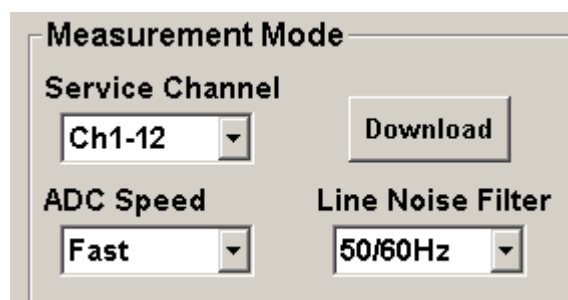 Measurement Mode
Service Channel
Ch1-12
Download
ADC Speed
Line Noise Filter
Fast
50/60Hz